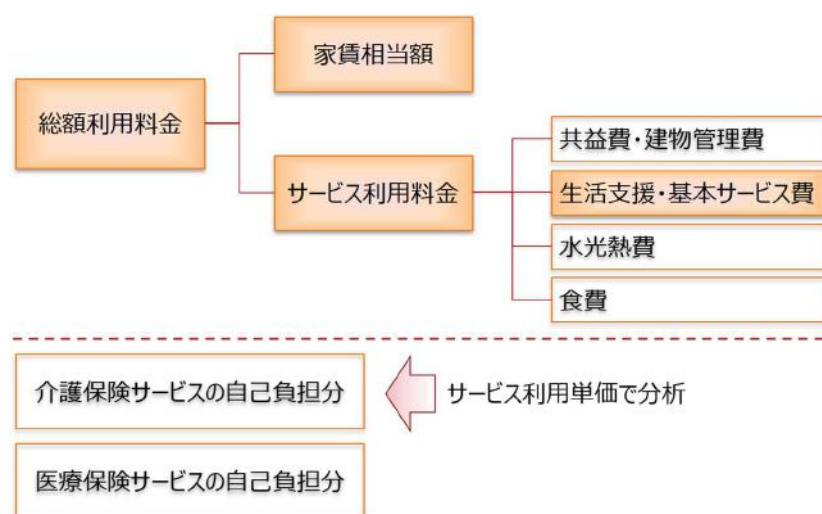 家賃相当額
総額利用料金
サービス利用料金
共益費・建物管理費
生活支援・基本サービス費
水光熱費
食費
介護保険サービスの自己負担分
サービス利用単価で分析
医療保険サービスの自己負担分